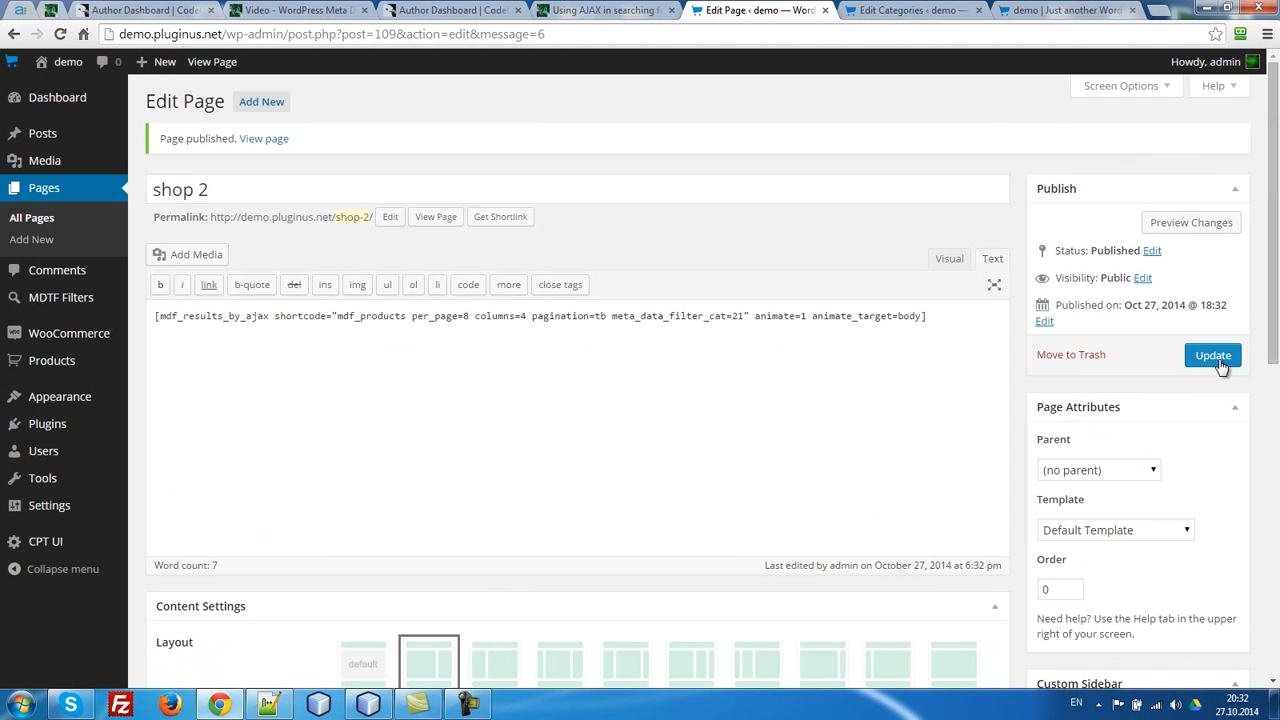 Author Dashboard | CodeC
Video - WordPress Meta D
Author Dashboard | CodeC
Using AJAX in searching f
Edit Page ‹ demo — Word
Edit Categories ‹ demo —
demo | Just another Word
demo.pluginus.net/wp-admin/post.php?post=109&action=edit&message=6
demo
0
New
View Page
Howdy, admin
Dashboard
Posts
Media
Pages
All Pages
Add New
Comments
MDTF Filters
WooCommerce
Products
Appearance
Plugins
Users
Tools
Settings
CPT UI
Collapse menu
Screen Options
Help
Edit Page
Add New
Page published. View page
shop 2
Permalink: http://demo.pluginus.net/shop-2/
Edit
View Page
Get Shortlink
Add Media
Visual
Text
b
i
link
b-quote
del
ins
img
ul
ol
li
code
more
close tags
[mdf_results_by_ajax shortcode="mdf_products per_page=8 columns=4 pagination=tb meta_data_filter_cat=21" animate=1 animate_target=body]
Word count: 7
Last edited by admin on October 27, 2014 at 6:32 pm
Content Settings
Layout
default
Publish
Preview Changes
Status: Published Edit
Visibility: Public Edit
Published on: Oct 27, 2014 @ 18:32
Edit
Move to Trash
Update
Page Attributes
Parent
(no parent)
Template
Default Template
Order
0
Need help? Use the Help tab in the upper
right of your screen.
Custom Sidebar
EN
20:32
27.10.2014